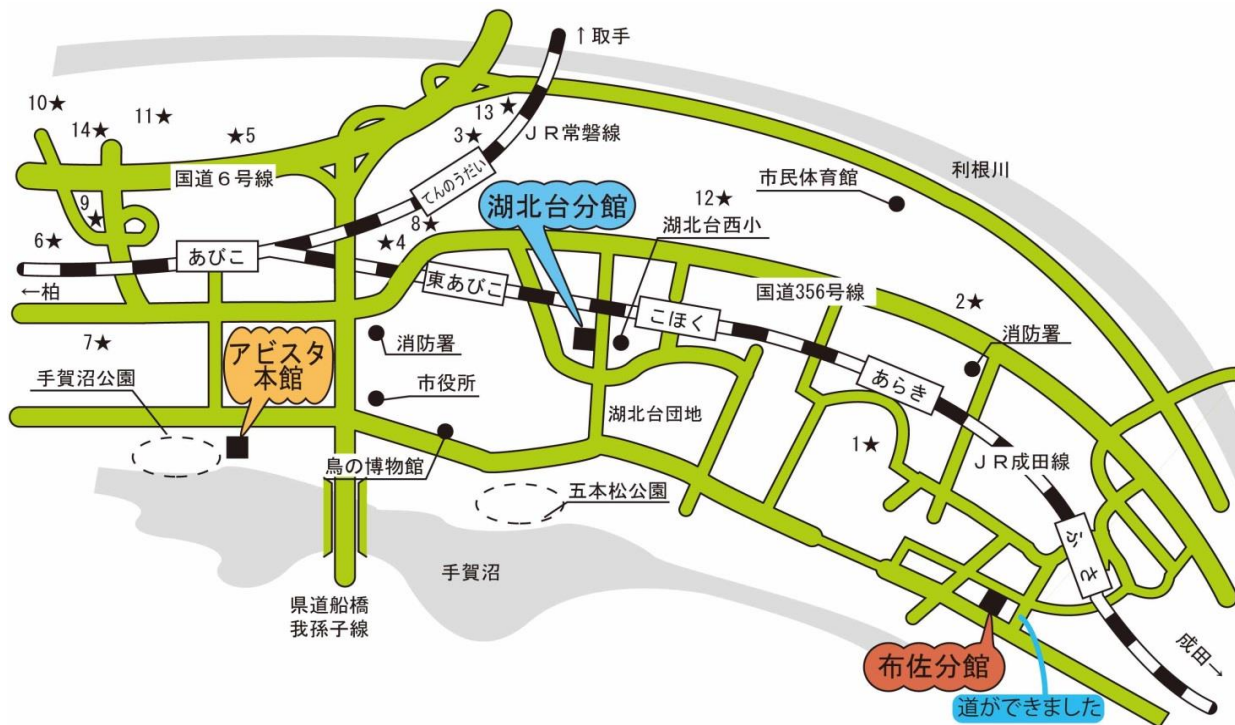 ↑取手
10★
11★
14★
★5
13★
3★
JR常磐線
国道6号線
てんのうだい
利根川
市民体育館
12★
湖北台分館
湖北台西小
9
★
6★
8★
★4
あびこ
←柏
東あびこ
こほく
国道356号線
2★
消防署
7★
アビスタ
本館
消防署
手賀沼公園
市役所
あらき
湖北台団地
1★
JR成田線
鳥の博物館
五本松公園
ふさ
手賀沼
県道船橋
我孫子線
布佐分館
成田→
道ができました